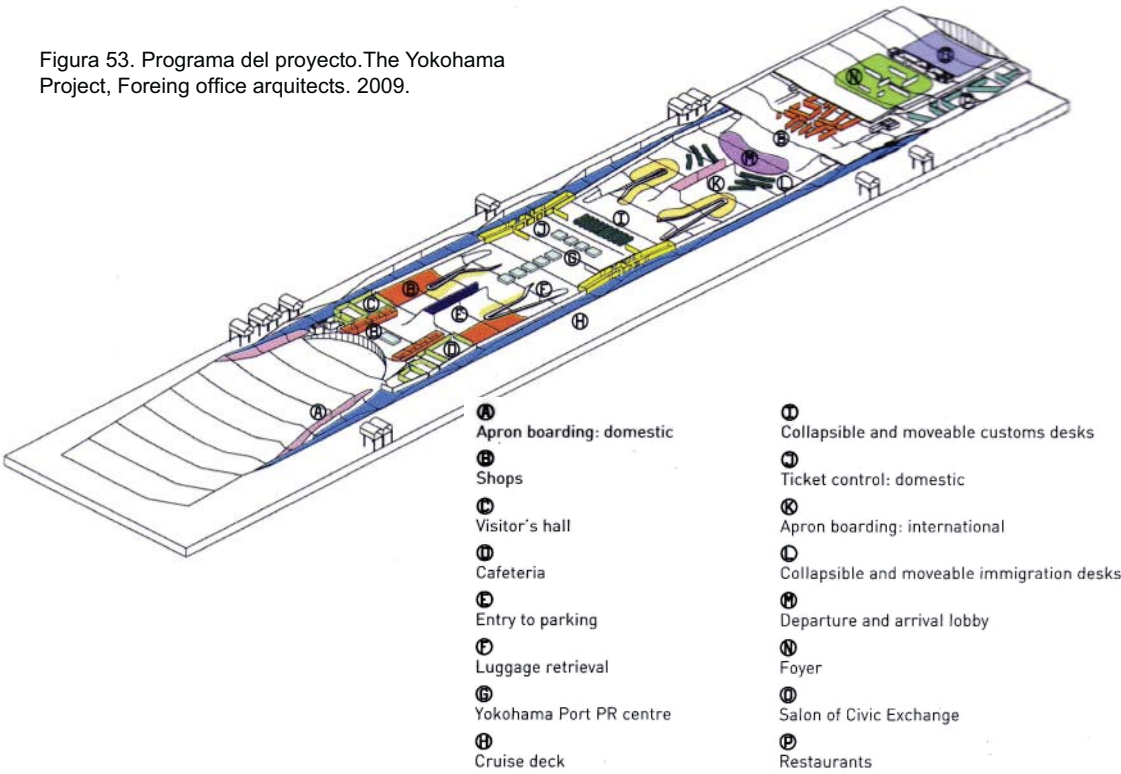 Figura 53. Programa del proyecto.The Yokohama
Project, Foreing office arquitects. 2009.
O
N
P
B
M
L
K
I
J
G
B
F
C
E
H
B
D
A
A
Apron boarding: domestic
B
Shops
C
Visitor's hall
D
Cafeteria
E
Entry to parking
F
Luggage retrieval
G
Yokohama Port PR centre
H
Cruise deck
I
Collapsible and moveable customs desks
J
Ticket control: domestic
K
Apron boarding: international
L
Collapsible and moveable immigration desks
M
Departure and arrival lobby
N
Foyer
O
Salon of Civic Exchange
P
Restaurants